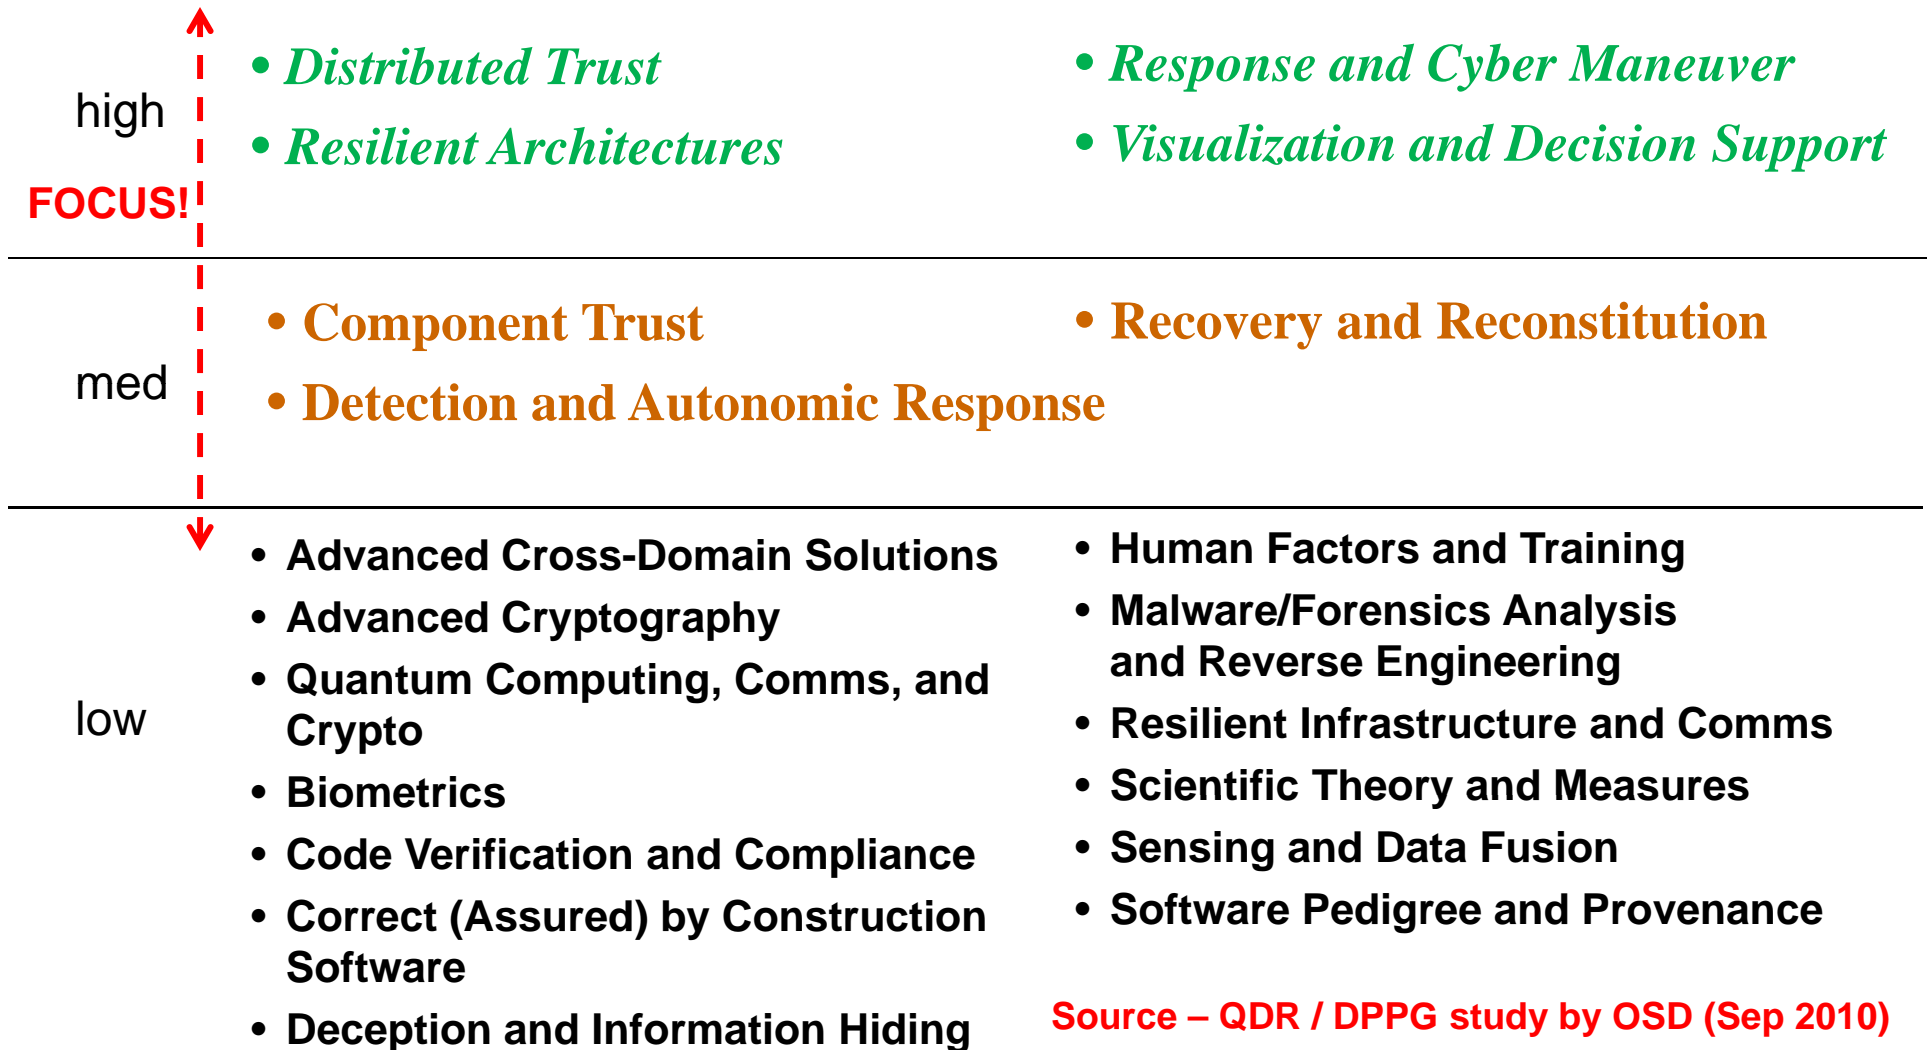 high
FOCUS!
• Distributed Trust
• Resilient Architectures
• Response and Cyber Maneuver
• Visualization and Decision Support
med
• Component Trust
• Detection and Autonomic Response
• Recovery and Reconstitution
low
• Advanced Cross-Domain Solutions
• Advanced Cryptography
• Quantum Computing, Comms, and
Crypto
• Biometrics
• Code Verification and Compliance
• Correct (Assured) by Construction
Software
• Deception and Information Hiding
• Human Factors and Training
• Malware/Forensics Analysis
and Reverse Engineering
• Resilient Infrastructure and Comms
• Scientific Theory and Measures
• Sensing and Data Fusion
• Software Pedigree and Provenance
Source – QDR / DPPG study by OSD (Sep 2010)